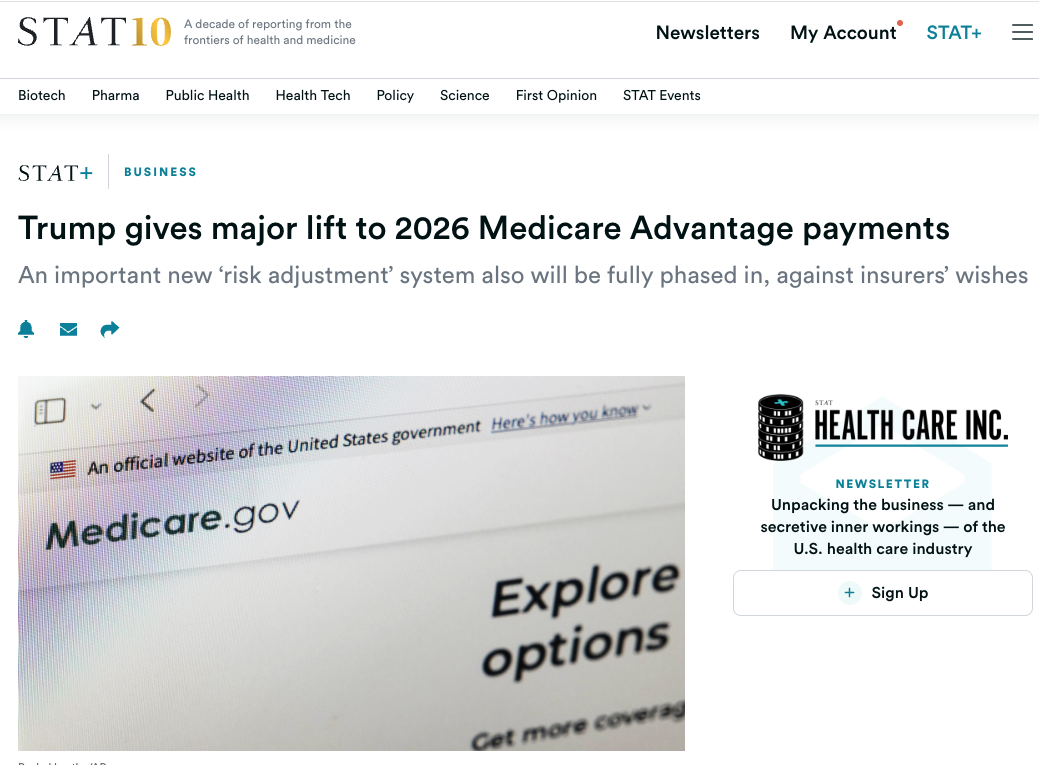 STAT10
A decade of reporting from the
frontiers of health and medicine
Newsletters My Account STAT+
Biotech Pharma Public Health Health Tech Policy Science First Opinion STAT Events
STAT+ BUSINESS
Trump gives major lift to 2026 Medicare Advantage payments
An important new ‘risk adjustment’ system also will be fully phased in, against insurers’ wishes
An official website of the United States government Here's how you know
Medicare.gov
Explore
options
Get more coverag
STAT
HEALTH CARE INC.
NEWSLETTER
Unpacking the business — and
secretive inner workings — of the
U.S. health care industry
+ Sign Up